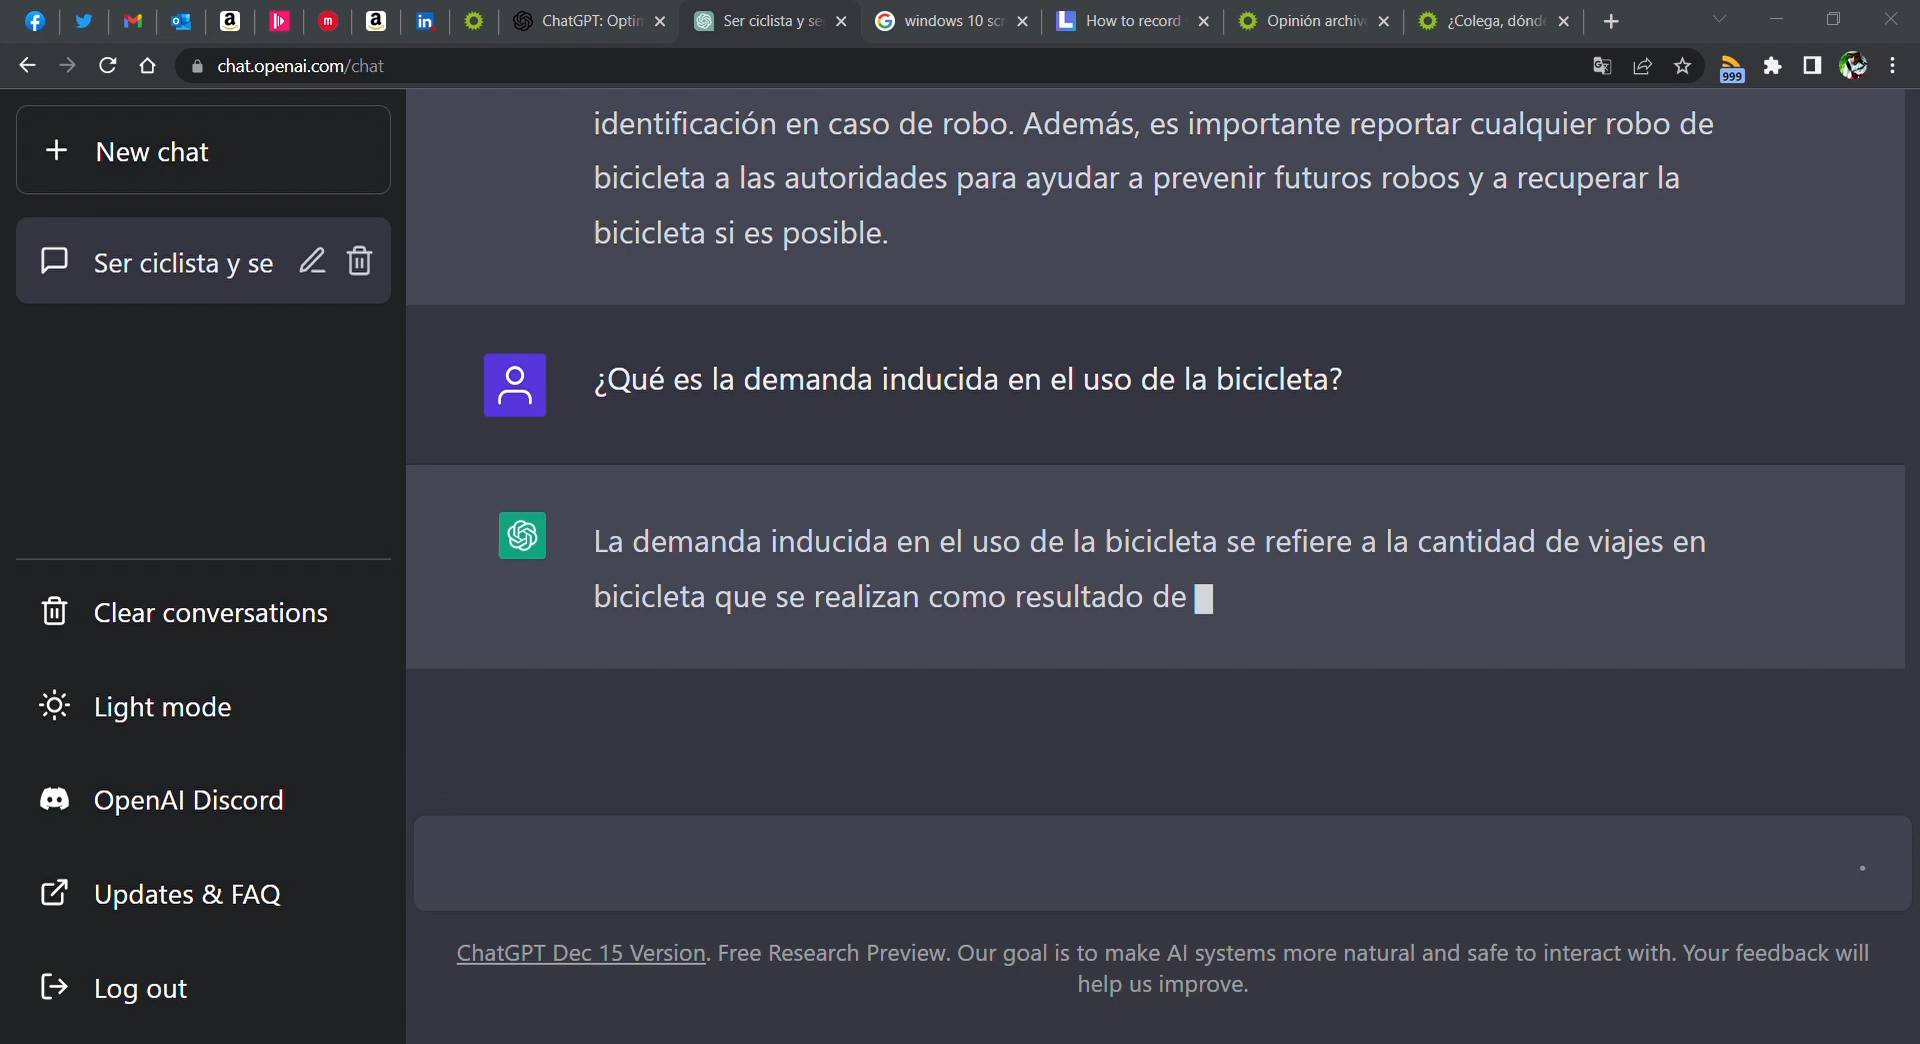 ChatGPT: Optin
Ser ciclista y se
windows 10 scr
How to record
Opinión archiv
¿Colega, dónde
chat.openai.com/chat
999
New chat
Ser ciclista y se
Clear conversations
Light mode
OpenAI Discord
Updates & FAQ
Log out
identificación en caso de robo. Además, es importante reportar cualquier robo de
bicicleta a las autoridades para ayudar a prevenir futuros robos y a recuperar la
bicicleta si es posible.
¿Qué es la demanda inducida en el uso de la bicicleta?
La demanda inducida en el uso de la bicicleta se refiere a la cantidad de viajes en
bicicleta que se realizan como resultado de
ChatGPT Dec 15 Version. Free Research Preview. Our goal is to make AI systems more natural and safe to interact with. Your feedback will
help us improve.